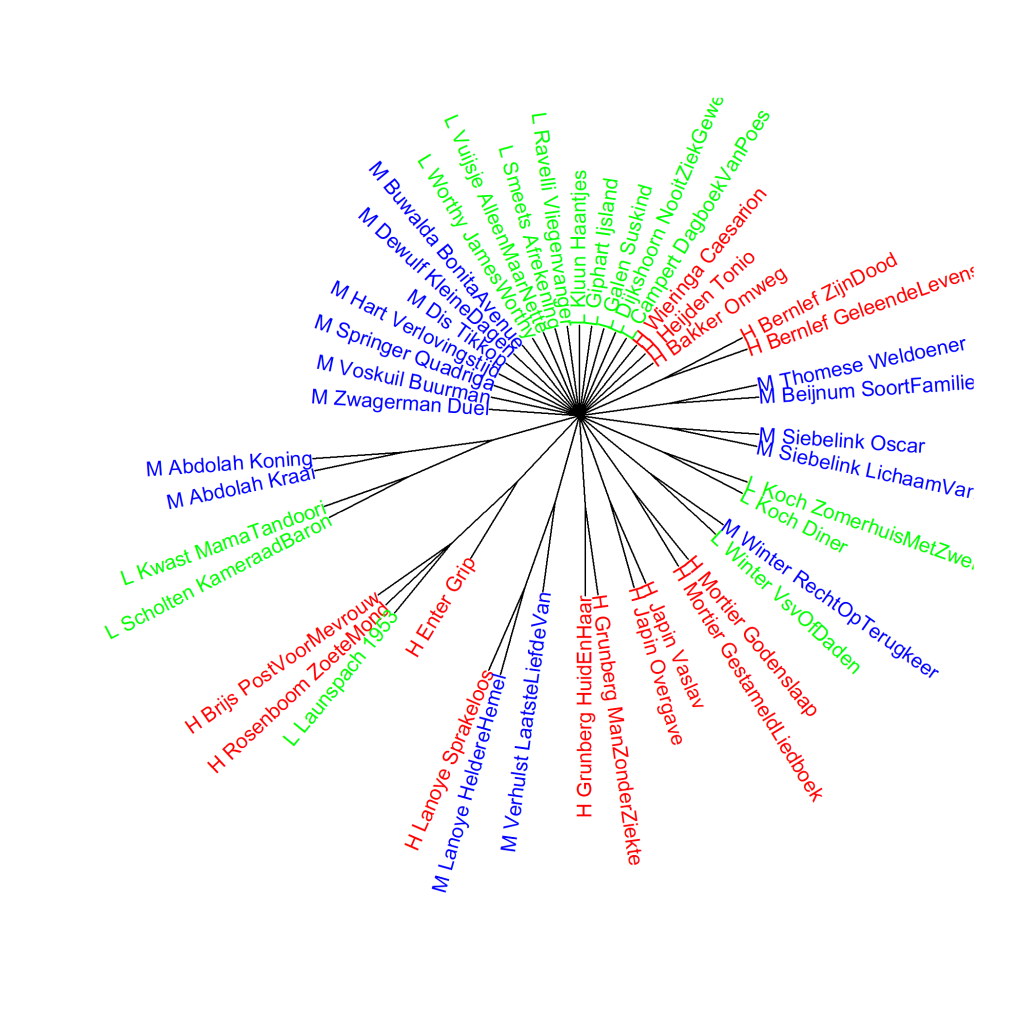 M Buwalda BonitaAvenue
M Dewulf KleineDagen
M Dis Tikkop
M Hart Verlovingstijd
M Springer Quadriga
M Voskuil Buurman
M Zwagerman Duel
M Abdolah Koning
M Abdolah Kraai
L Kwast MamaTandoori
L Scholten KameraadBaron
H Brijs PostVoorMevrouw
H Rosenboom ZoeteMond
L Launspach 1953
H Enter Grip
H Lanoye Sprakeloos
M Lanoye HeldereHemel
M Verhulst LaatsteLiefdeVan
H Grunberg HuidEnHaar
H Grunberg ManZonderZiekte
H Japin Overgave
H Japin Vaslav
H Mortier GestameldLiedboek
H Mortier Godenslaap
L Winter VsvOfDaden
M Winter RechtOpTerugkeer
L Koch Diner
L Koch ZomerhuisMetZwe
M Siebelink LichaamVan
M Siebelink Oscar
M Beijnum SoortFamilie
M Thomese Weldoener
H Bernlef GeleendeLevens
H Bernlef ZijnDood
H Bakker Omweg
H Heijden Tonio
H Wieringa Caesarion
L Campert DagboekVanPoes
L Dijkshoorn NooitZiekGewe
L Galen Suskind
L Giphart Ijsland
L Kluun Haantjes
L Ravelli Vliegenvanger
L Smeets Afrekening
L Vuijsje AlleenMaarNette
L Worthy JamesWorthy